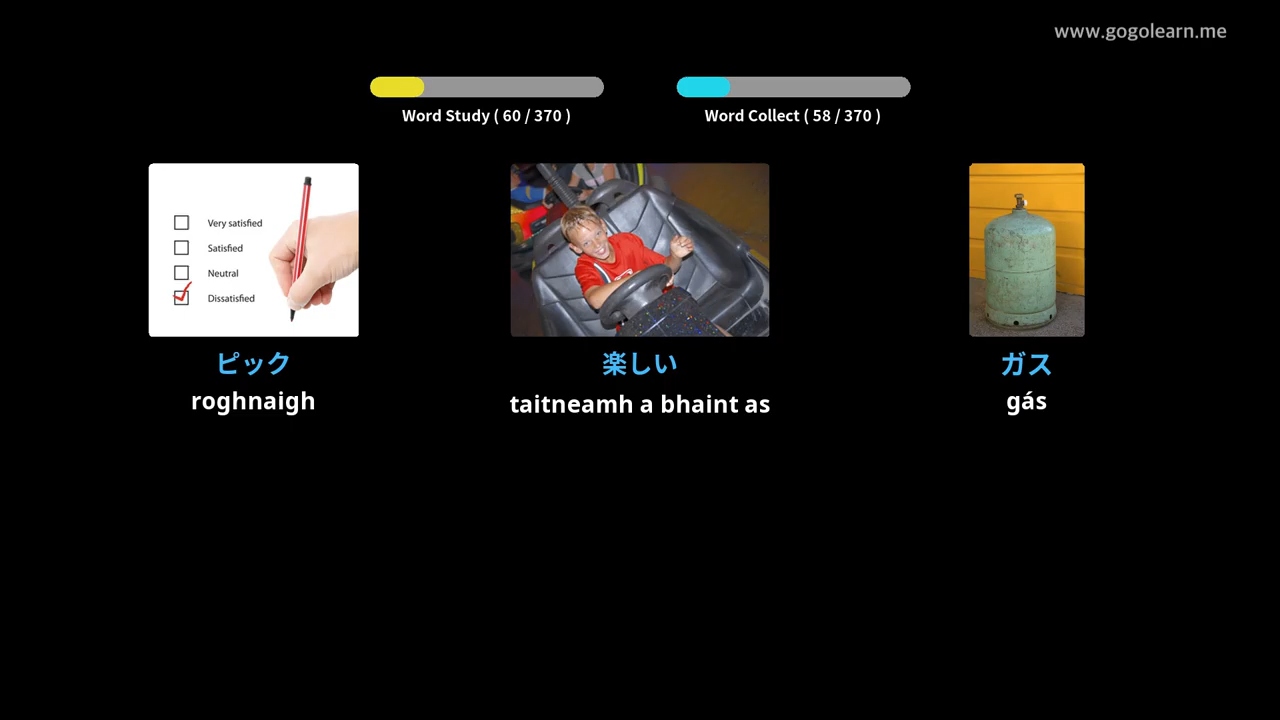 www.gogolearn.me
Word Study ( 60 / 370 )
Word Collect ( 58 / 370 )
Very satisfied
Satisfied
Neutral
Dissatisfied
ピック
roghnaigh
楽しい
taitneamh a bhaint as
ガス
gás